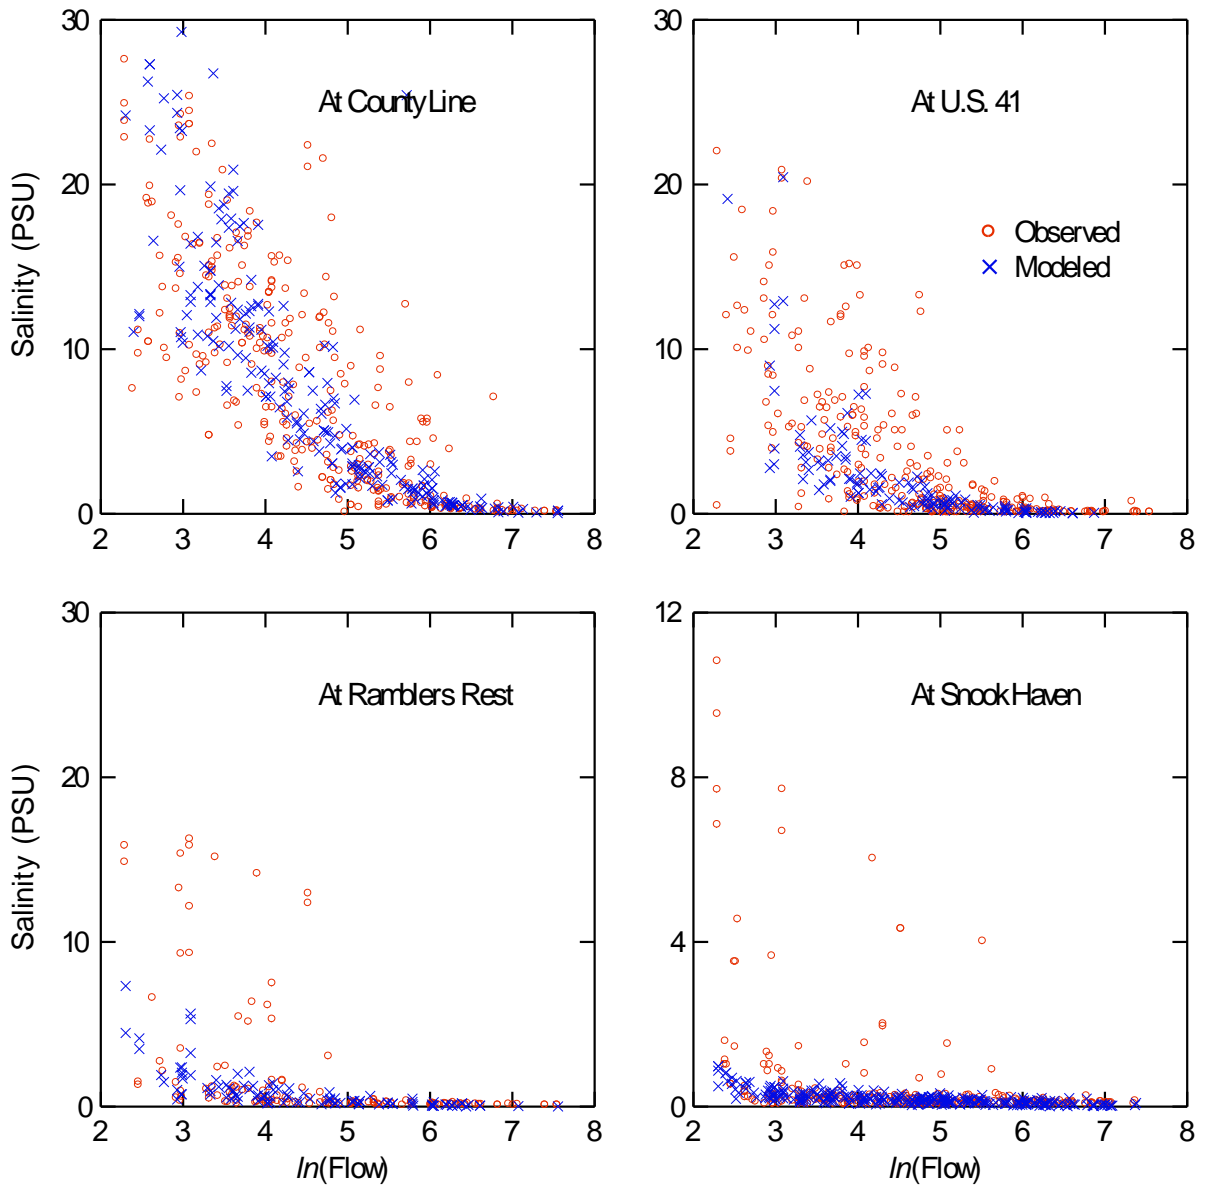 30
20
10
0
Salinity (PSU)
At County Line
2 3 4 5 6 7 8
30
20
10
0
At U.S. 41
Observed
Modeled
2 3 4 5 6 7 8
30
20
10
0
Salinity (PSU)
At Ramblers Rest
2 3 4 5 6 7 8
ln(Flow)
12
8
4
0
At Snook Haven
2 3 4 5 6 7 8
ln(Flow)